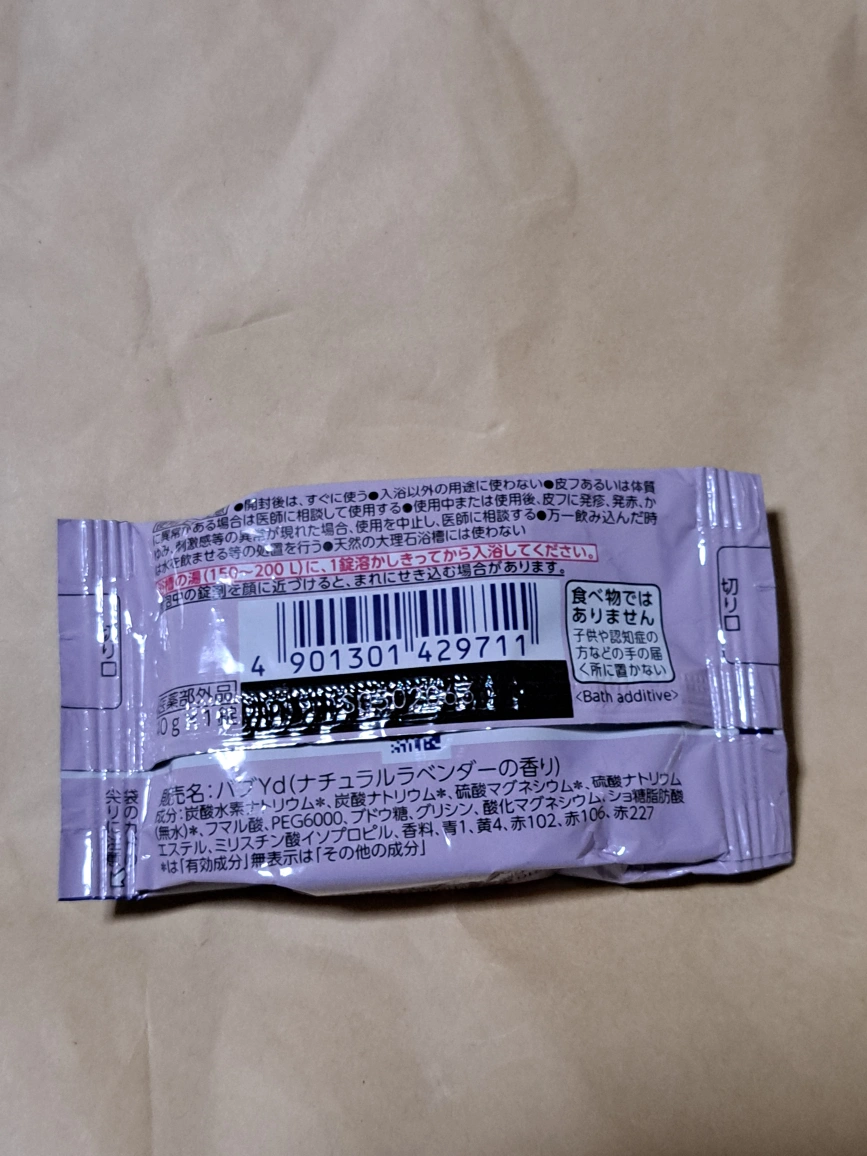 ●開封後は、すぐに使う●入浴以外の用途に使わない●皮フあるいは体質
に異常がある場合は医師に相談して使用する●使用中または使用後、皮フに発疹、発赤、か
ゆみ、刺激感等の異常が現れた場合、使用を中止し、医師に相談する●万一飲み込んだ時
は水を飲ませる等の処置を行う●天然の大理石浴槽には使わない
の湯(150～200 L)に、1錠溶かしきってから入浴してください。
中の錠剤を顔に近づけると、まれにせき込む場合があります。
切り口
切り口
食べ物では
ありません
子供や認知症の
方などの手の届
く所に置かない
<Bath additive>
4 901301 429711
医薬部外品
販売名：バブYd(ナチュラルラベンダーの香り)
成分：炭酸水素ナトリウム*、炭酸ナトリウム*、硫酸マグネシウム*、硫酸ナトリウム
(無水)*、フマル酸、PEG6000、ブドウ糖、グリシン、酸化マグネシウム、ショ糖脂肪酸
エステル、ミリスチン酸イソプロピル、香料、青1、黄4、赤102、赤106、赤227
*は「有効成分」無表示は「その他の成分」